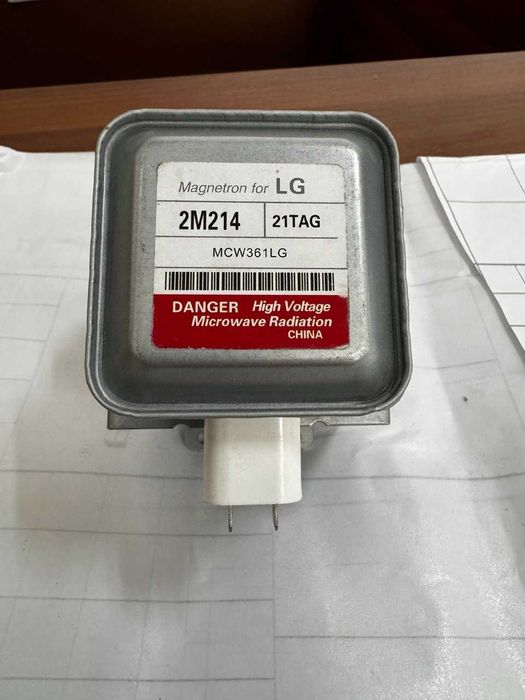 Magnetron for LG
2M214 21TAG
MCW361LG
DANGER High Voltage
Microwave Radiation
CHINA